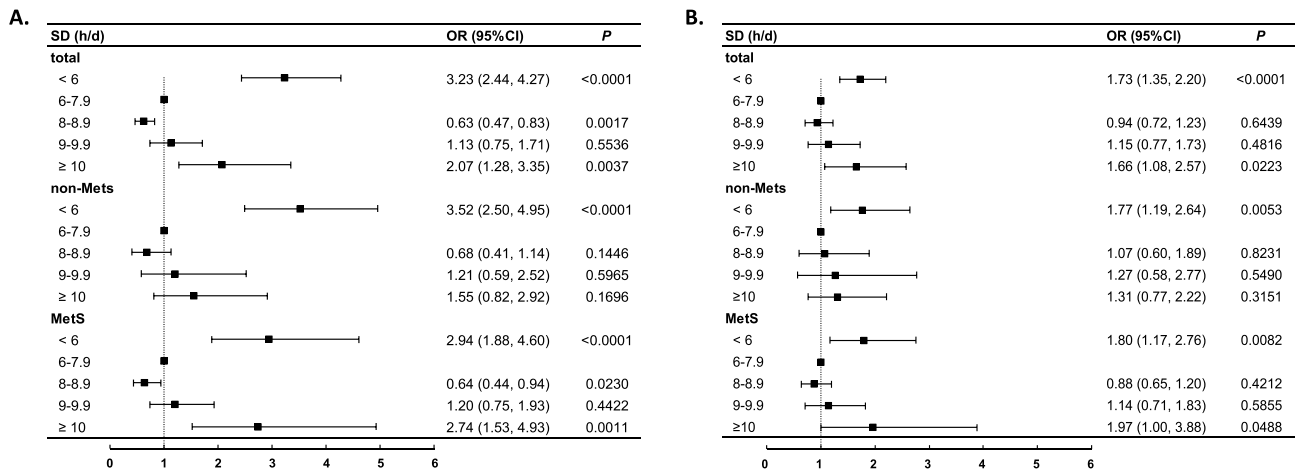 A.
SD (h/d) OR (95%CI) P
total
< 6 3.23 (2.44, 4.27) <0.0001
6-7.9
8-8.9 0.63 (0.47, 0.83) 0.0017
9-9.9 1.13 (0.75, 1.71) 0.5536
≥ 10 2.07 (1.28, 3.35) 0.0037
non-Mets
< 6 3.52 (2.50, 4.95) <0.0001
6-7.9
8-8.9 0.68 (0.41, 1.14) 0.1446
9-9.9 1.21 (0.59, 2.52) 0.5965
≥ 10 1.55 (0.82, 2.92) 0.1696
MetS
< 6 2.94 (1.88, 4.60) <0.0001
6-7.9
8-8.9 0.64 (0.44, 0.94) 0.0230
9-9.9 1.20 (0.75, 1.93) 0.4422
≥ 10 2.74 (1.53, 4.93) 0.0011
0 1 2 3 4 5 6
B.
SD (h/d) OR (95%CI) P
total
< 6 1.73 (1.35, 2.20) <0.0001
6-7.9
8-8.9 0.94 (0.72, 1.23) 0.6439
9-9.9 1.15 (0.77, 1.73) 0.4816
≥10 1.66 (1.08, 2.57) 0.0223
non-Mets
< 6 1.77 (1.19, 2.64) 0.0053
6-7.9
8-8.9 1.07 (0.60, 1.89) 0.8231
9-9.9 1.27 (0.58, 2.77) 0.5490
≥10 1.31 (0.77, 2.22) 0.3151
MetS
< 6 1.80 (1.17, 2.76) 0.0082
6-7.9
8-8.9 0.88 (0.65, 1.20) 0.4212
9-9.9 1.14 (0.71, 1.83) 0.5855
≥10 1.97 (1.00, 3.88) 0.0488
0 1 2 3 4 5 6